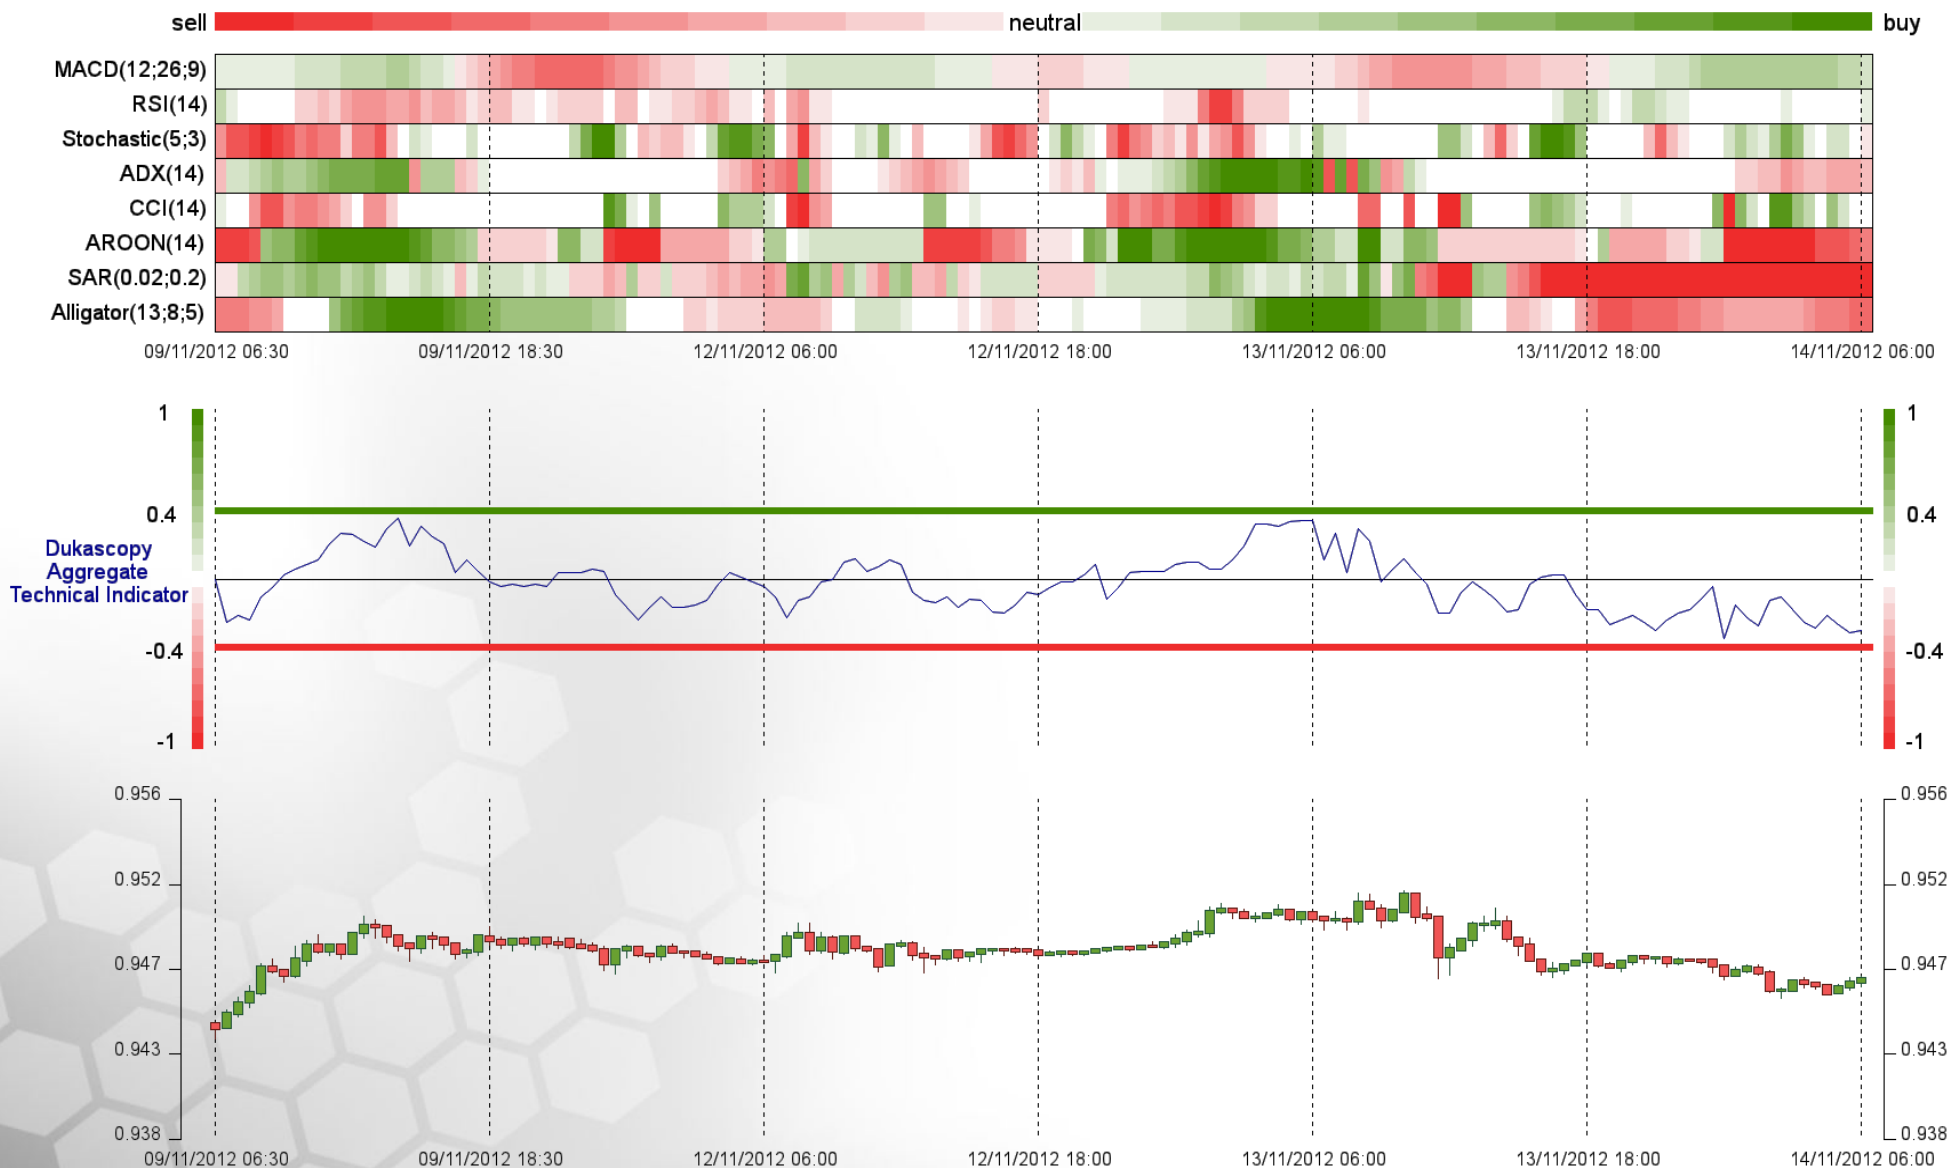 sell neutral buy
MACD(12;26;9)
RSI(14)
Stochastic(5;3)
ADX(14)
CCI(14)
AROON(14)
SAR(0.02;0.2)
Alligator(13;8;5)
09/11/2012 06:30 09/11/2012 18:30 12/11/2012 06:00 12/11/2012 18:00 13/11/2012 06:00 13/11/2012 18:00 14/11/2012 06:00
1 1
0.4 0.4
Dukascopy
Aggregate
Technical Indicator
-0.4 -0.4
-1 -1
0.956 0.956
0.952 0.952
0.947 0.947
0.943 0.943
0.938 0.938
09/11/2012 06:30 09/11/2012 18:30 12/11/2012 06:00 12/11/2012 18:00 13/11/2012 06:00 13/11/2012 18:00 14/11/2012 06:00